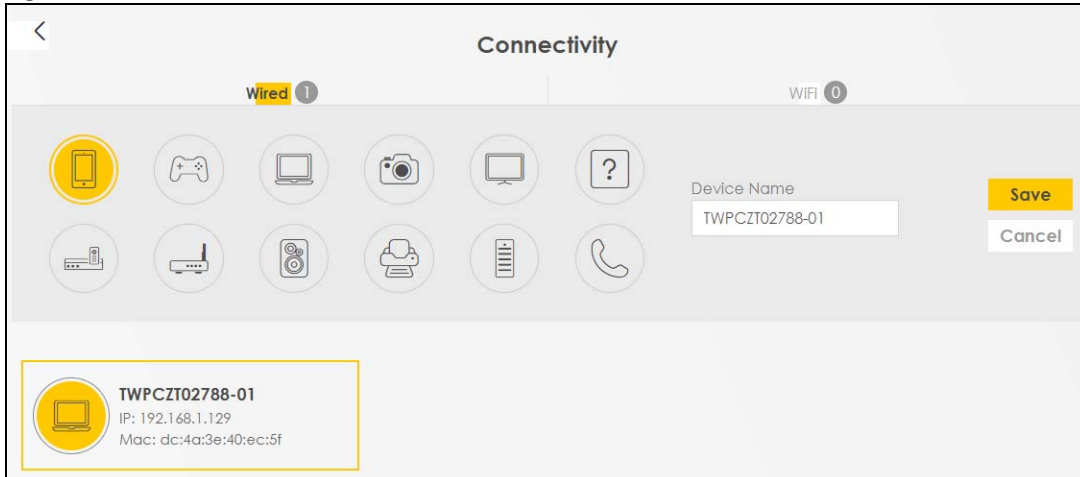 Connectivity
Wired 1
WiFi 0
Device Name
TWPCZT02788-01
Save
Cancel
TWPCZT02788-01
IP: 192.168.1.129
Mac: dc:4a:3e:40:ec:5f